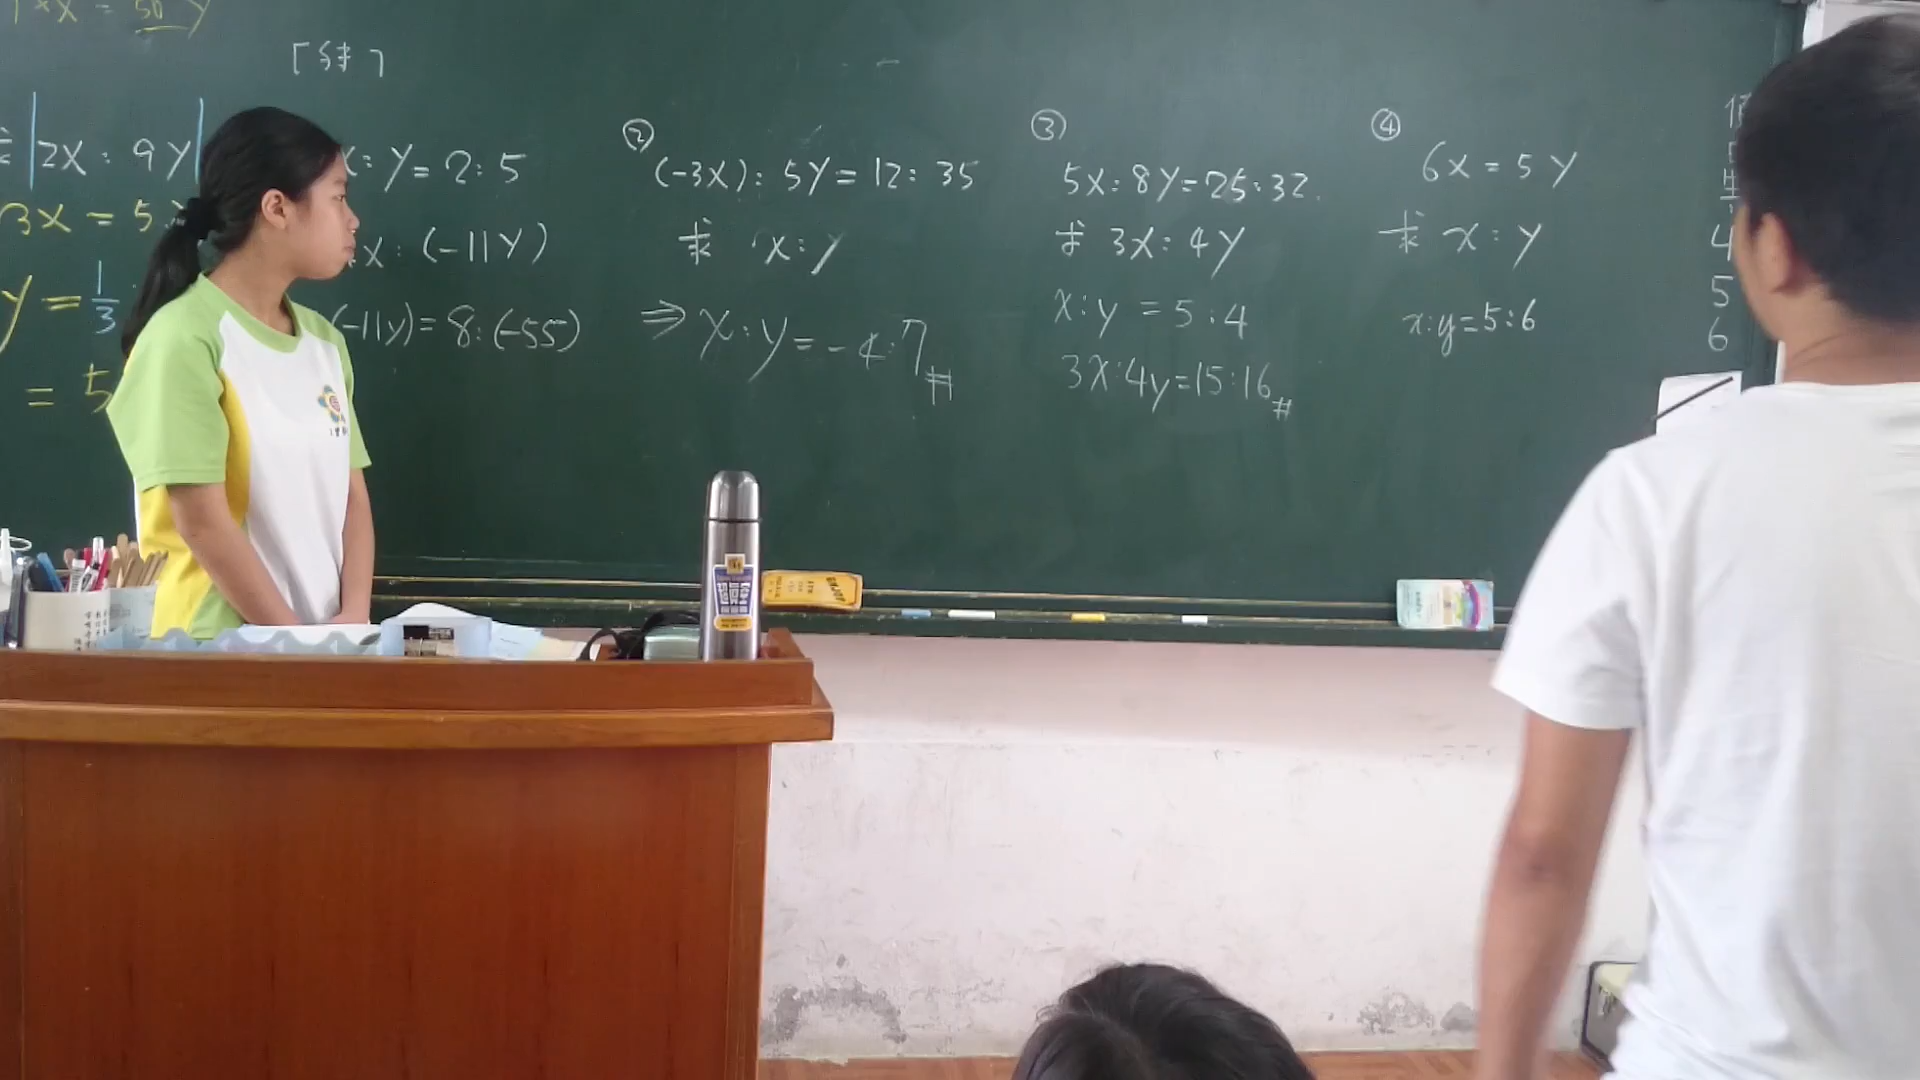 50 Y
2X : 9Y
3X = 5
y = 1/3
= 5
: Y = 2 : 5
X : (-11Y)
(-11y) = 8 : (-55)
②
(-3X) : 5Y = 12 : 35
求 x : y
⇒ x : y = -4 : 7 #
③
5X : 8Y = 25 : 32.
求 3X : 4Y
x : y = 5 : 4
3X : 4y = 15 : 16 #
④
6X = 5Y
求 x : y
x : y = 5 : 6
4
5
6